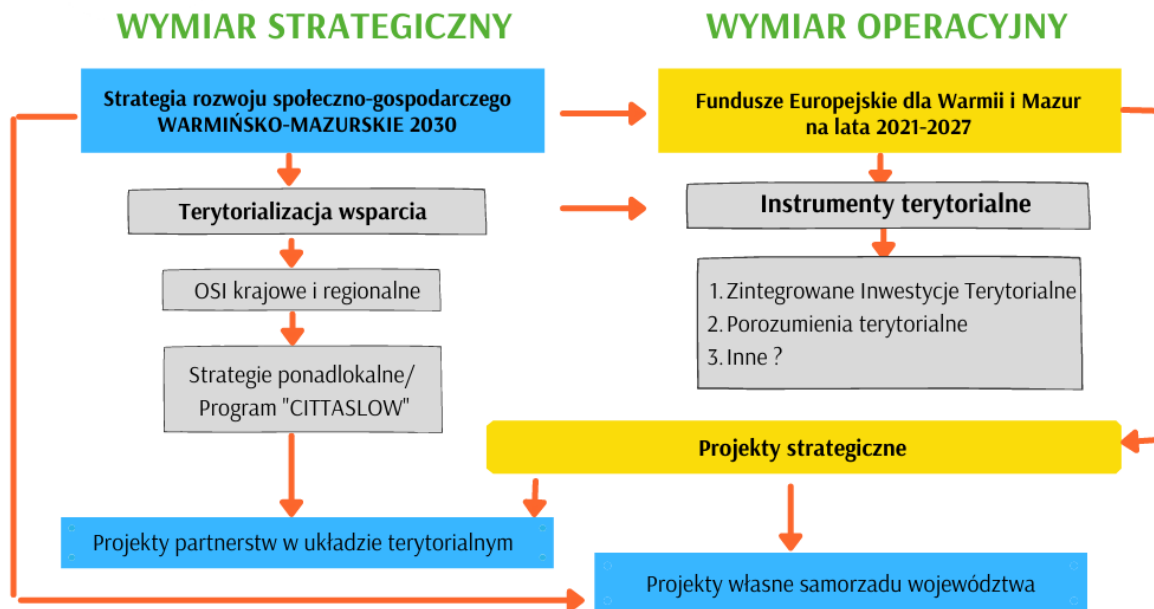 WYMIAR STRATEGICZNY
WYMIAR OPERACYJNY
Strategia rozwoju społeczno-gospodarczego
WARMIŃSKO-MAZURSKIE 2030
Fundusze Europejskie dla Warmii i Mazur
na lata 2021-2027
Terytorializacja wsparcia
Instrumenty terytorialne
OSI krajowe i regionalne
1. Zintegrowane Inwestycje Terytorialne
2. Porozumienia terytorialne
3. Inne ?
Strategie ponadlokalne/
Program "CITTASLOW"
Projekty strategiczne
Projekty partnerstw w układzie terytorialnym
Projekty własne samorzadu województwa